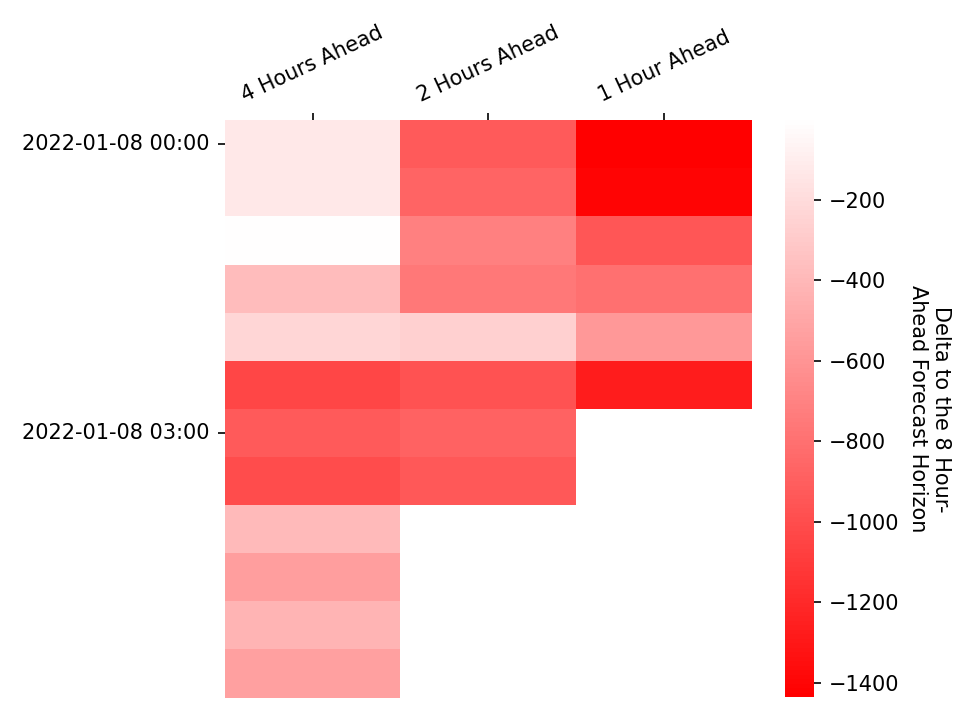 4 Hours Ahead
2 Hours Ahead
1 Hour Ahead
2022-01-08 00:00
2022-01-08 03:00
−200
−400
−600
−800
−1000
−1200
−1400
Delta to the 8 Hour-
Ahead Forecast Horizon